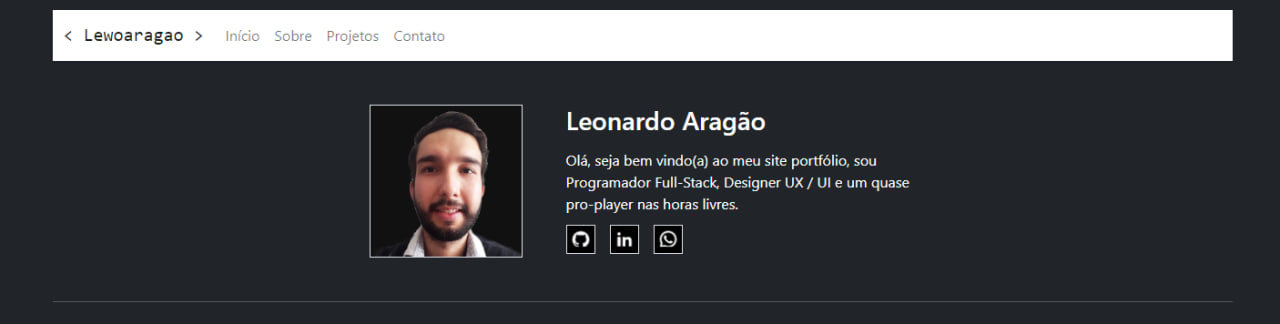 < Lewoaragao > Início Sobre Projetos Contato
Leonardo Aragão
Olá, seja bem vindo(a) ao meu site portfólio, sou
Programador Full-Stack, Designer UX / UI e um quase
pro-player nas horas livres.
in